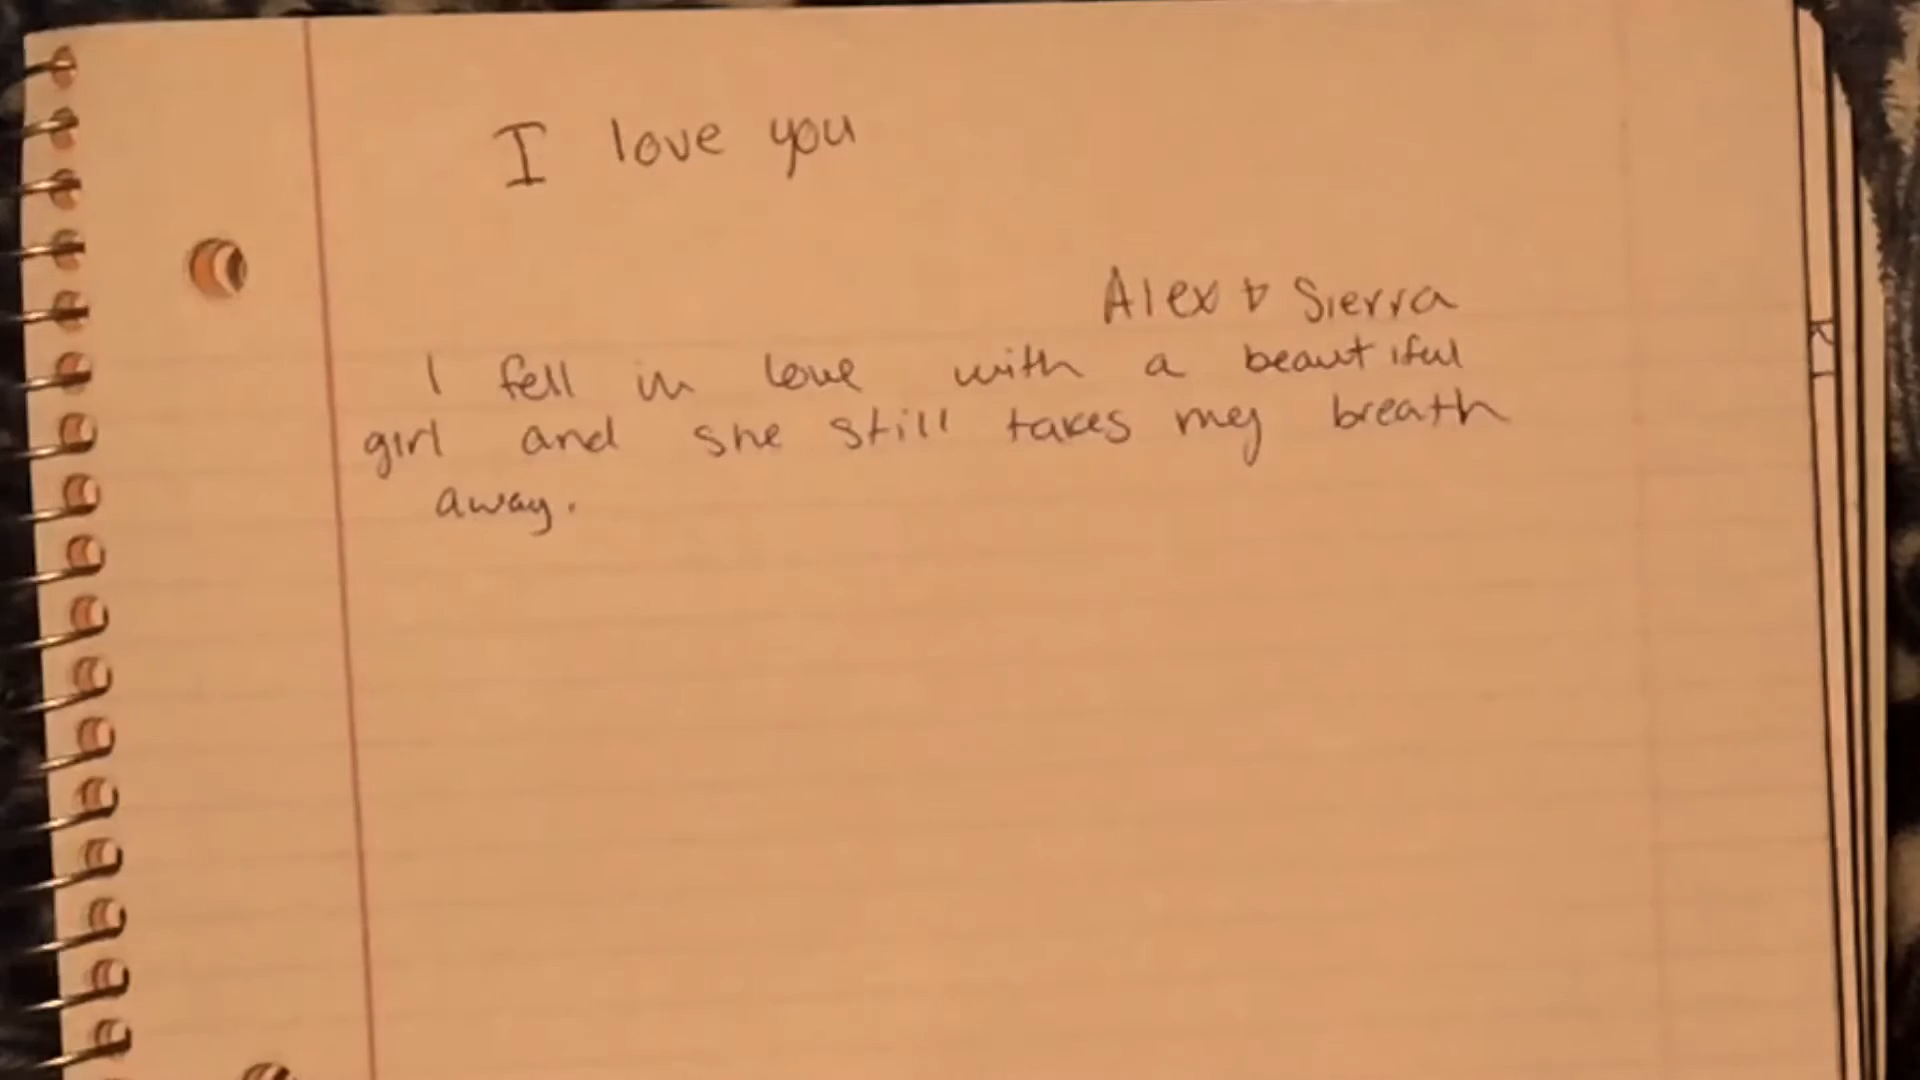 I love you
Alex & Sierra
I fell in love with a beautiful
girl and she still takes my breath
away.